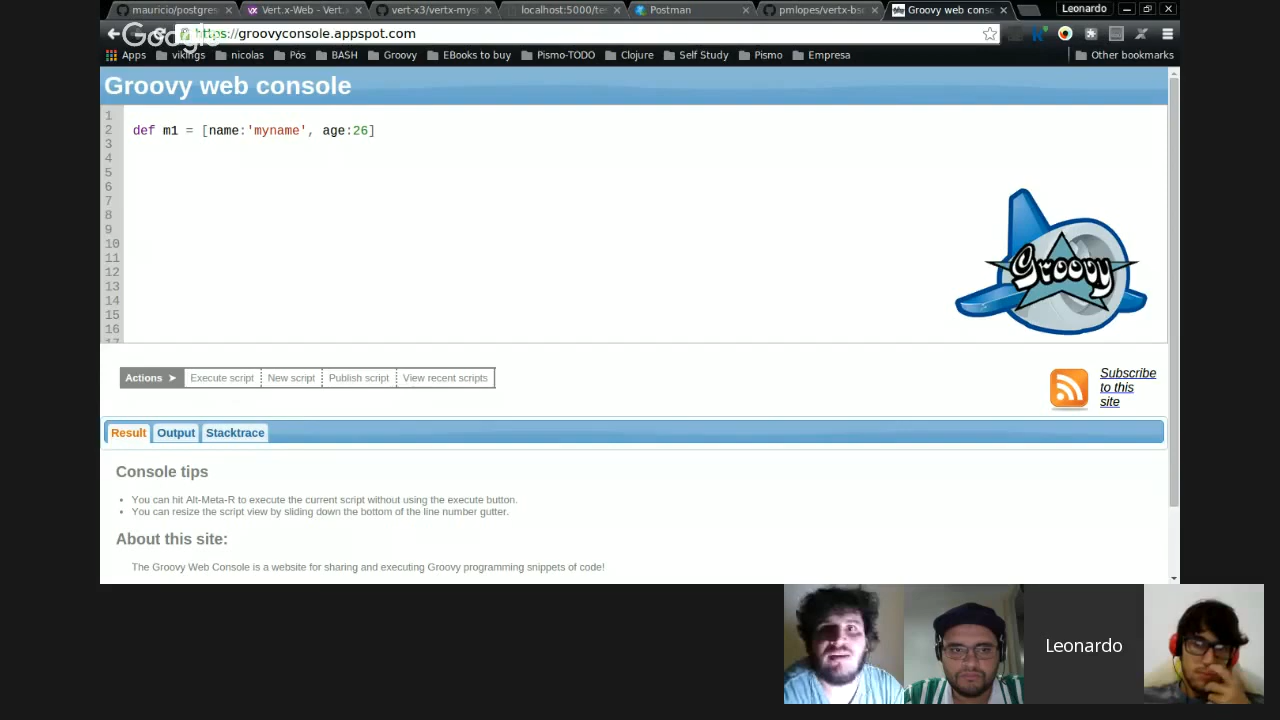 mauricio/postgres
Vert.x-Web - Vert.
vert-x3/vertx-mys
localhost:5000/te
Postman
pmlopes/vertx-bs
Groovy web consc
Leonardo
Google
https://groovyconsole.appspot.com
Apps
vikings
nicolas
Pós
BASH
Groovy
EBooks to buy
Pismo-TODO
Clojure
Self Study
Pismo
Empresa
Other bookmarks
Groovy web console
1
2 def m1 = [name:'myname', age:26]
3
4
5
6
7
8
9
10
11
12
13
14
15
16
Groovy
Actions
Execute script
New script
Publish script
View recent scripts
Subscribe
to this
site
Result
Output
Stacktrace
Console tips
• You can hit Alt-Meta-R to execute the current script without using the execute button.
• You can resize the script view by sliding down the bottom of the line number gutter.
About this site:
The Groovy Web Console is a website for sharing and executing Groovy programming snippets of code!
Leonardo